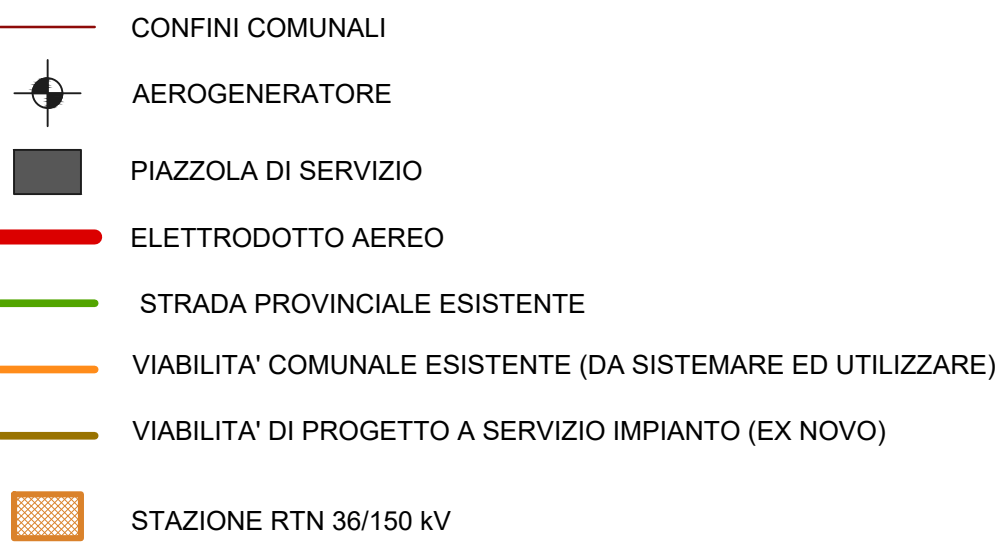 CONFINI COMUNALI
AEROGENERATORE
PIAZZOLA DI SERVIZIO
ELETTRODOTTO AEREO
STRADA PROVINCIALE ESISTENTE
VIABILITA' COMUNALE ESISTENTE (DA SISTEMARE ED UTILIZZARE)
VIABILITA' DI PROGETTO A SERVIZIO IMPIANTO (EX NOVO)
STAZIONE RTN 36/150 kV